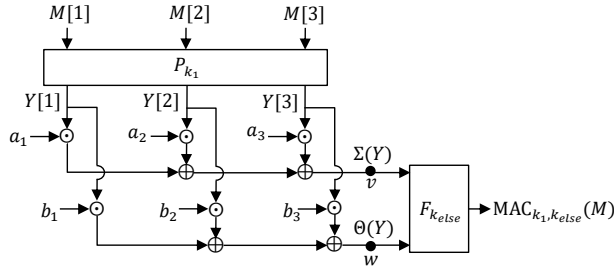 M[1] M[2] M[3]
P_{k_1}
Y[1] Y[2] Y[3]
a_1 a_2 a_3 Σ(Y)
v
b_1 b_2 b_3 F_{k_{else}} MAC_{k_1,k_{else}}(M)
Θ(Y)
w